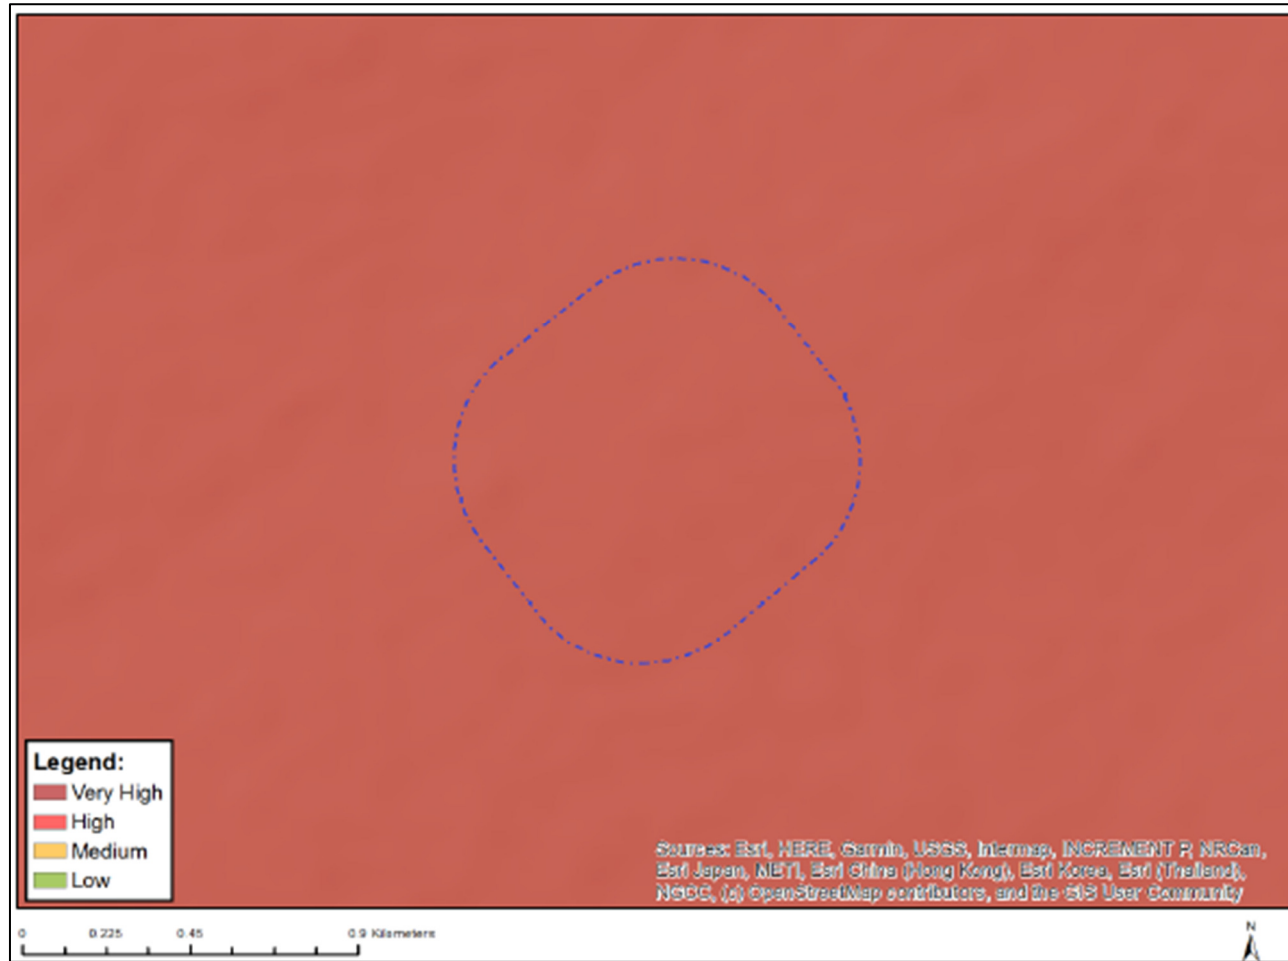 Legend:
Very High
High
Medium
Low
Sources: Esri, HERE, Garmin, USGS, Intermap, INCREMENT P, NRCan,
Esri Japan, METI, Esri China (Hong Kong), Esri Korea, Esri (Thailand),
NGCC, (c) OpenStreetMap contributors, and the GIS User Community
0 0.225 0.45 0.9 Kilometers
N